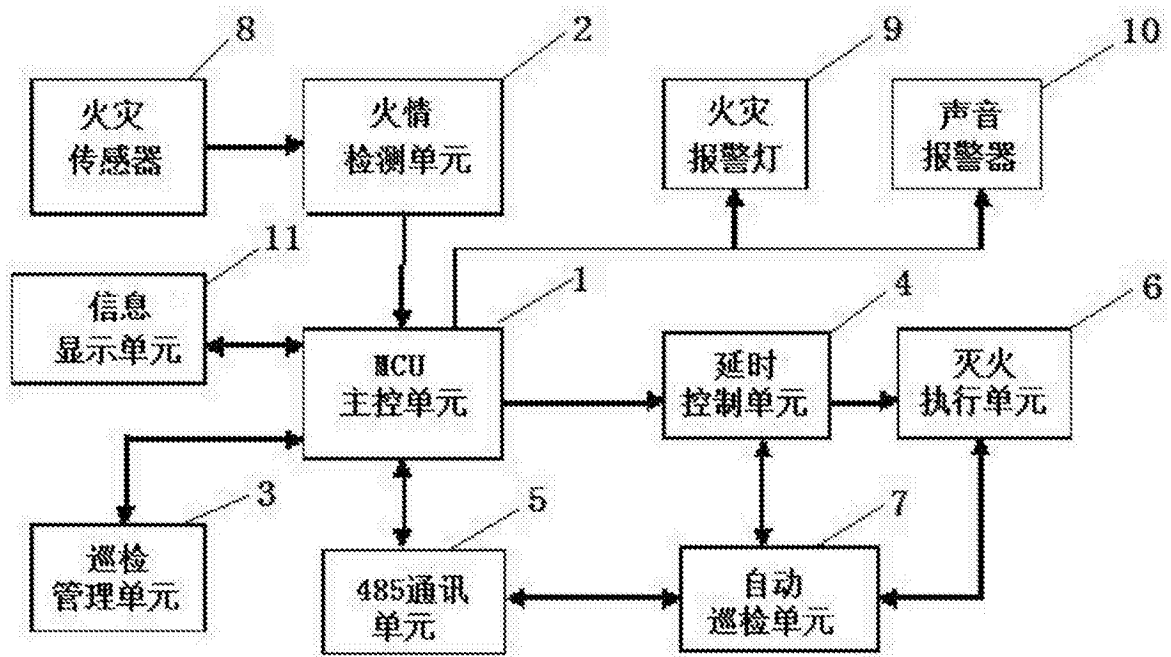 8
2
9
10
火灾
传感器
火情
检测单元
火灾
报警灯
声音
报警器
11
1
4
6
信息
显示单元
MCU
主控单元
延时
控制单元
灭火
执行单元
3
5
7
巡检
管理单元
485通讯
单元
自动
巡检单元